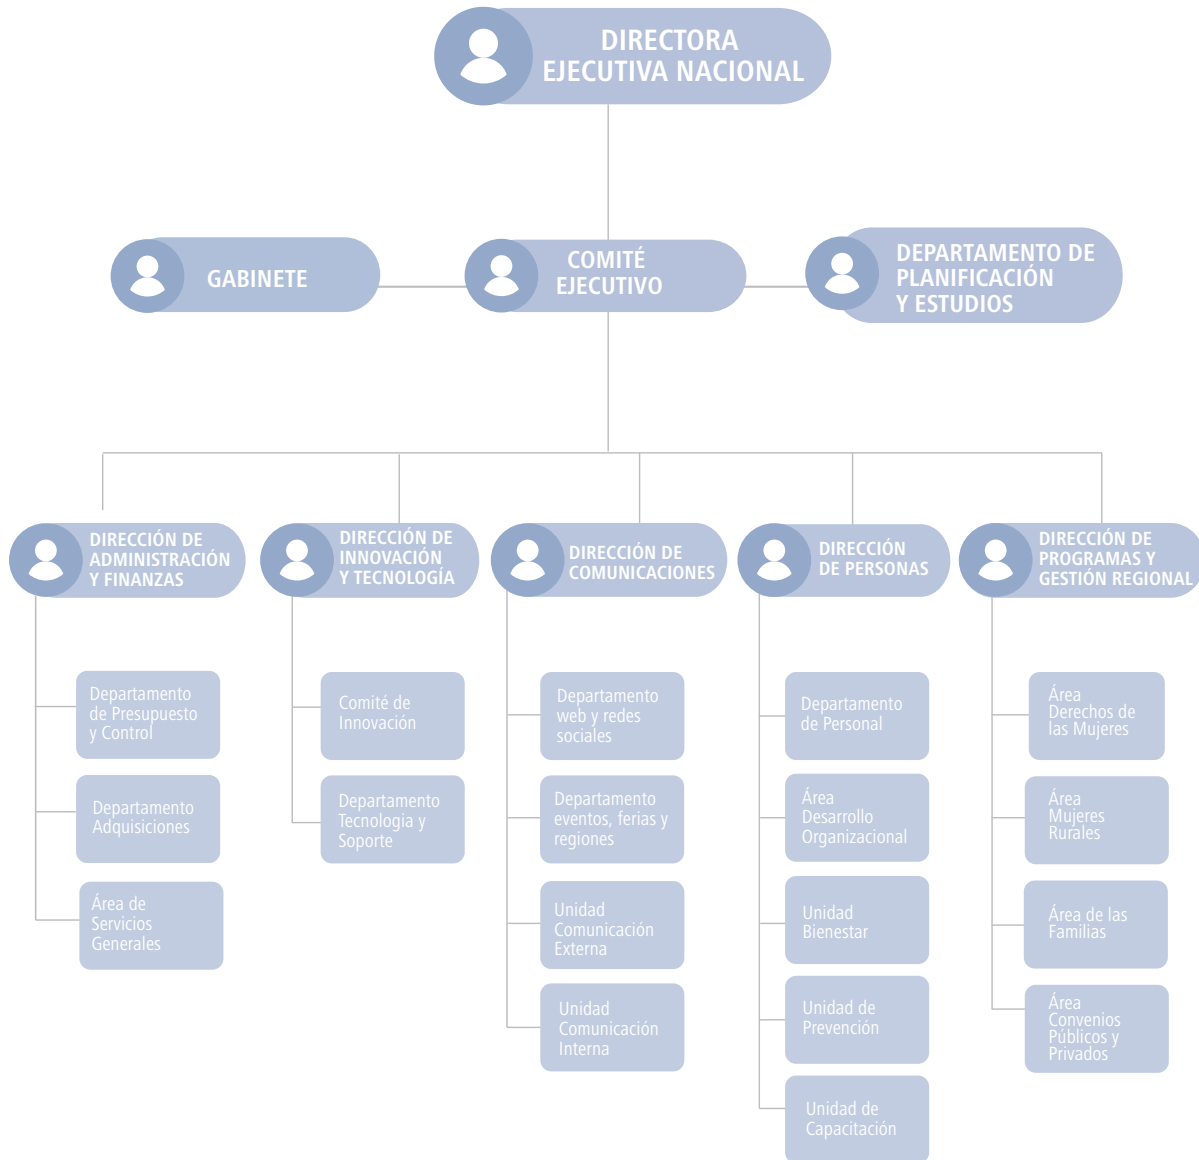 DIRECTORA
EJECUTIVA NACIONAL
GABINETE
COMITÉ
EJECUTIVO
DEPARTAMENTO DE
PLANIFICACIÓN
Y ESTUDIOS
DIRECCIÓN DE
ADMINISTRACIÓN
Y FINANZAS
DIRECCIÓN DE
INNOVACIÓN
Y TECNOLOGÍA
DIRECCIÓN DE
COMUNICACIONES
DIRECCIÓN
DE PERSONAS
DIRECCIÓN DE
PROGRAMAS Y
GESTIÓN REGIONAL
Departamento
de Presupuesto
y Control
Departamento
Adquisiciones
Área de
Servicios
Generales
Comité de
Innovación
Departamento
Tecnologia y
Soporte
Departamento
web y redes
sociales
Departamento
eventos, ferias y
regiones
Unidad
Comunicación
Externa
Unidad
Comunicación
Interna
Departamento
de Personal
Área
Desarrollo
Organizacional
Unidad
Bienestar
Unidad de
Prevención
Unidad de
Capacitación
Área
Derechos de
las Mujeres
Área
Mujeres
Rurales
Área de las
Familias
Área
Convenios
Públicos y
Privados